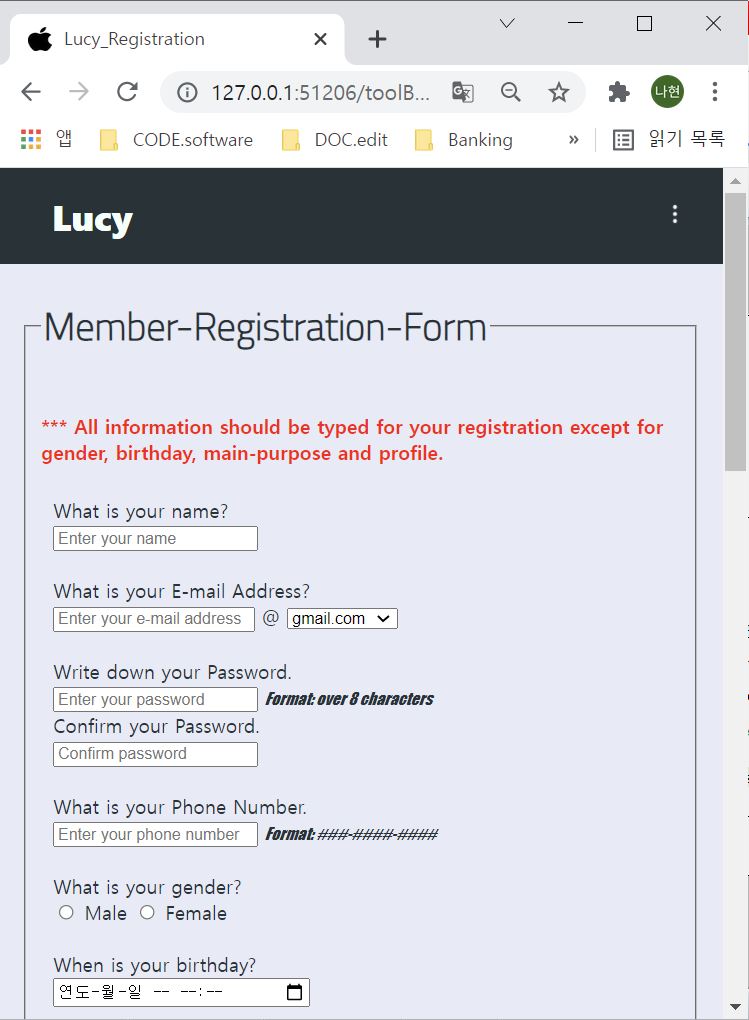 Lucy_Registration
127.0.0.1:51206/toolB...
나현
앱 CODE.software DOC.edit Banking » 읽기 목록
Lucy
Member-Registration-Form
*** All information should be typed for your registration except for
gender, birthday, main-purpose and profile.
What is your name?
Enter your name
What is your E-mail Address?
Enter your e-mail address @ gmail.com
Write down your Password.
Enter your password Format: over 8 characters
Confirm your Password.
Confirm password
What is your Phone Number.
Enter your phone number Format: ###-####-####
What is your gender?
Male Female
When is your birthday?
연도-월-일 -- --:--